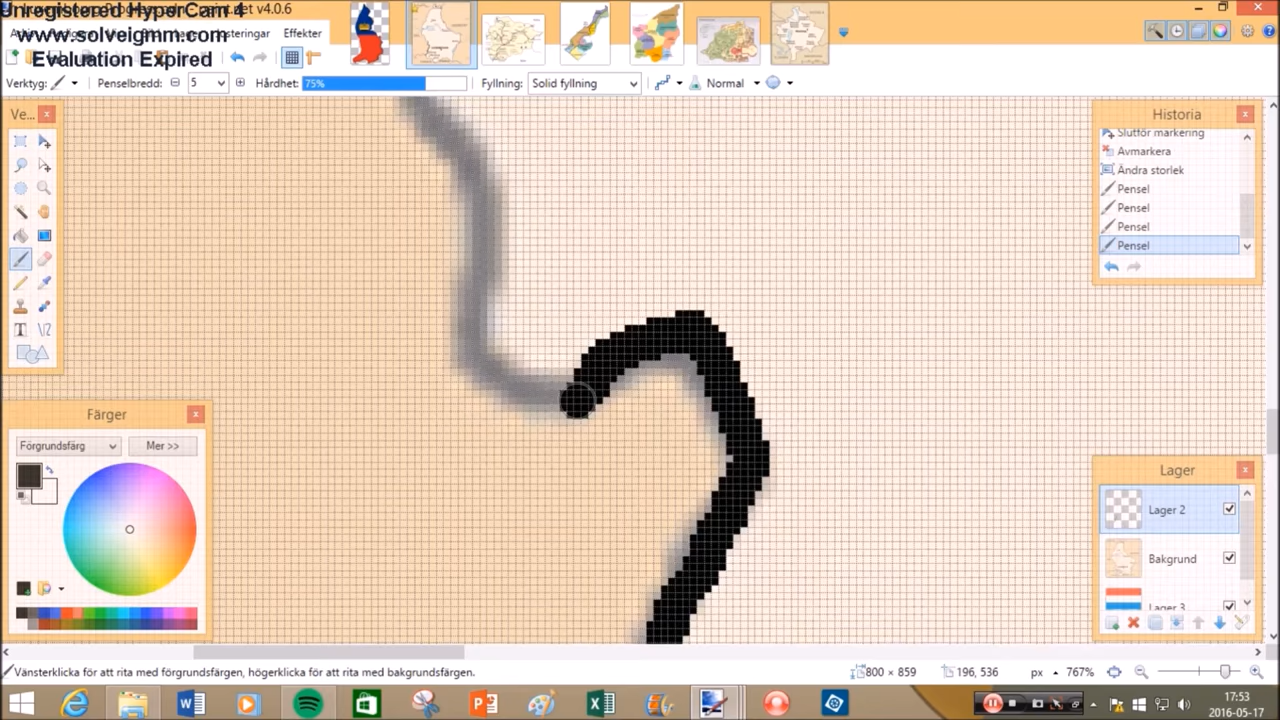 Unregistered HyperCam 4
paint.net v4.0.6
www.solveigmm.com
Justeringar Effekter
Evaluation Expired
Verktyg: Penselbredd: 5 Hårdhet: 75% Fyllning: Solid fyllning Normal
Ve...
Historia
Slutför markering
Avmarkera
Ändra storlek
Pensel
Pensel
Pensel
Pensel
T
Färger
Förgrundsfärg Mer >>
Lager
Lager 2
Bakgrund
Lager 3
Vänsterklicka för att rita med förgrundsfärgen, högerklicka för att rita med bakgrundsfärgen.
800 × 859 196, 536 px 767%
17:53
2016-05-17